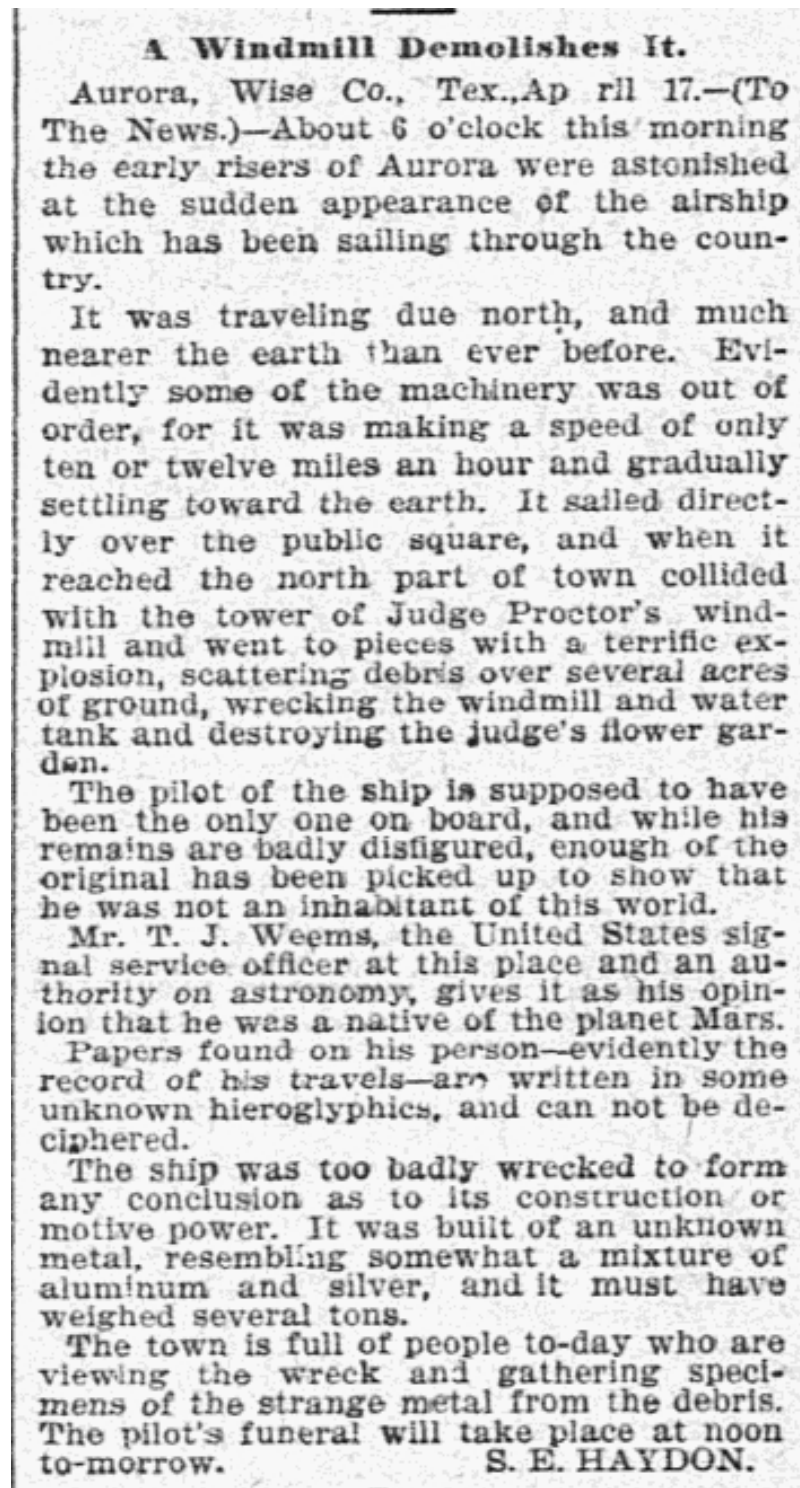 A Windmill Demolishes It.
Aurora, Wise Co., Tex.,Ap ril 17.—(To
The News.)—About 6 o'clock this morning
the early risers of Aurora were astonished
at the sudden appearance of the airship
which has been sailing through the coun-
try.
It was traveling due north, and much
nearer the earth than ever before. Evi-
dently some of the machinery was out of
order, for it was making a speed of only
ten or twelve miles an hour and gradually
settling toward the earth. It sailed direct-
ly over the public square, and when it
reached the north part of town collided
with the tower of Judge Proctor's wind-
mill and went to pieces with a terrific ex-
plosion, scattering debris over several acres
of ground, wrecking the windmill and water
tank and destroying the judge's flower gar-
den.
The pilot of the ship is supposed to have
been the only one on board, and while his
remains are badly disfigured, enough of the
original has been picked up to show that
he was not an inhabitant of this world.
Mr. T. J. Weems, the United States sig-
nal service officer at this place and an au-
thority on astronomy, gives it as his opin-
ion that he was a native of the planet Mars.
Papers found on his person—evidently the
record of his travels—are written in some
unknown hieroglyphics, and can not be de-
ciphered.
The ship was too badly wrecked to form
any conclusion as to its construction or
motive power. It was built of an unknown
metal, resembling somewhat a mixture of
aluminum and silver, and it must have
weighed several tons.
The town is full of people to-day who are
viewing the wreck and gathering speci-
mens of the strange metal from the debris.
The pilot's funeral will take place at noon
to-morrow. S. E. HAYDON.